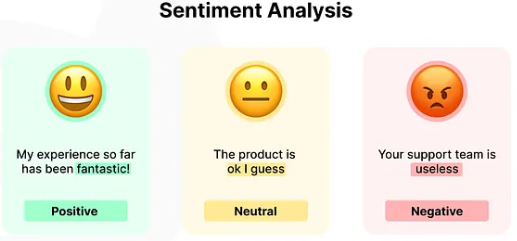 Sentiment Analysis
My experience so far
has been fantastic!
Positive
The product is
ok I guess
Neutral
Your support team is
useless
Negative